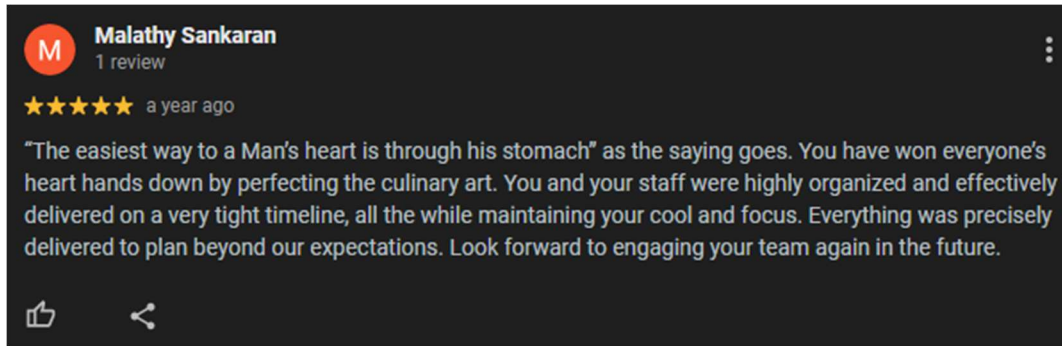 M
Malathy Sankaran
1 review
a year ago
“The easiest way to a Man’s heart is through his stomach” as the saying goes. You have won everyone’s
heart hands down by perfecting the culinary art. You and your staff were highly organized and effectively
delivered on a very tight timeline, all the while maintaining your cool and focus. Everything was precisely
delivered to plan beyond our expectations. Look forward to engaging your team again in the future.